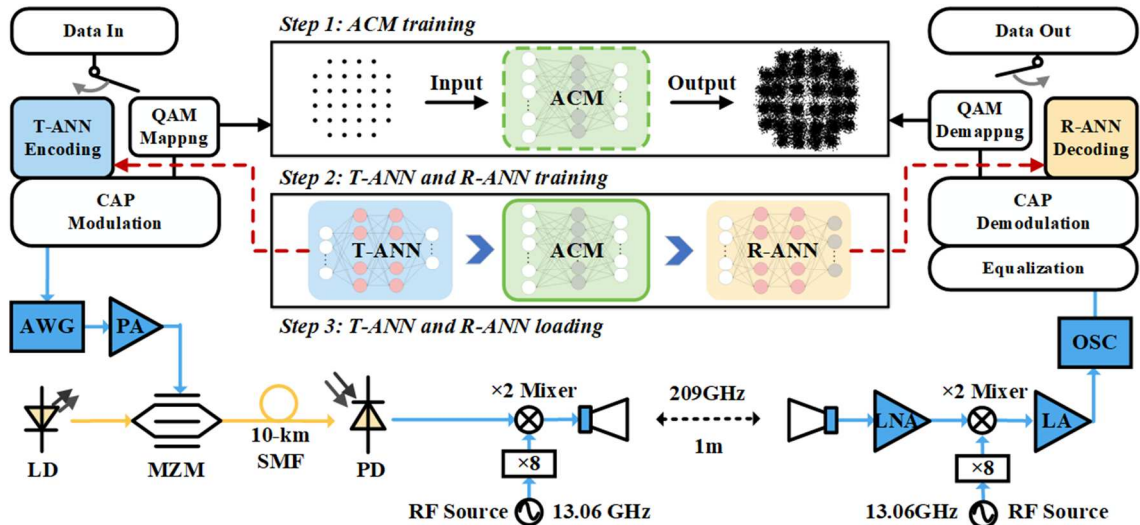 Data In
Step 1: ACM training
Data Out
Input
ACM
Output
T-ANN
Encoding
QAM
Mappng
QAM
Demappng
R-ANN
Decoding
Step 2: T-ANN and R-ANN training
CAP
Modulation
T-ANN
ACM
R-ANN
CAP
Demodulation
Equalization
Step 3: T-ANN and R-ANN loading
AWG
PA
OSC
×2 Mixer
209GHz
1m
×2 Mixer
LNA
LA
10-km
SMF
LD
MZM
PD
×8
×8
RF Source
13.06 GHz
13.06GHz
RF Source